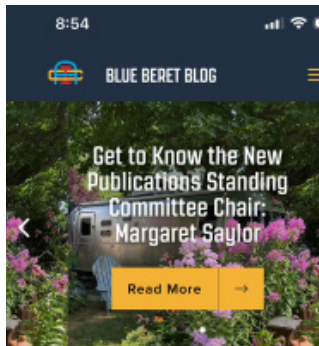 8:54
BLUE BERET BLOG
Get to Know the New
Publications Standing
Committee Chair:
Margaret Saylor
Read More →